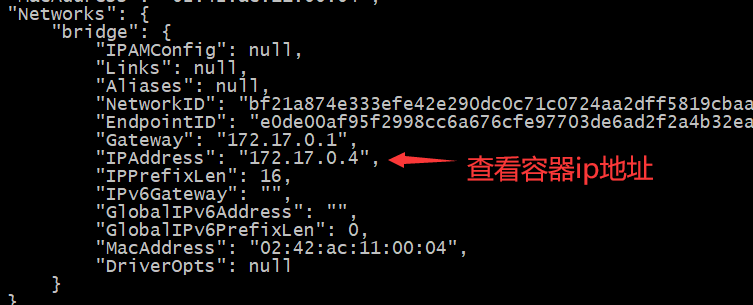 "Networks": {
"bridge": {
"IPAMConfig": null,
"Links": null,
"Aliases": null,
"NetworkID": "bf21a874e333efe42e290dc0c71c0724aa2dff5819cbaa
"EndpointID": "e0de00af95f2998cc6a676cfe97703de6ad2f2a4b32ea
"Gateway": "172.17.0.1",
"IPAddress": "172.17.0.4",
查看容器ip地址
"IPPrefixLen": 16,
"IPv6Gateway": "",
"GlobalIPv6Address": "",
"GlobalIPv6PrefixLen": 0,
"MacAddress": "02:42:ac:11:00:04",
"DriverOpts": null
}
}